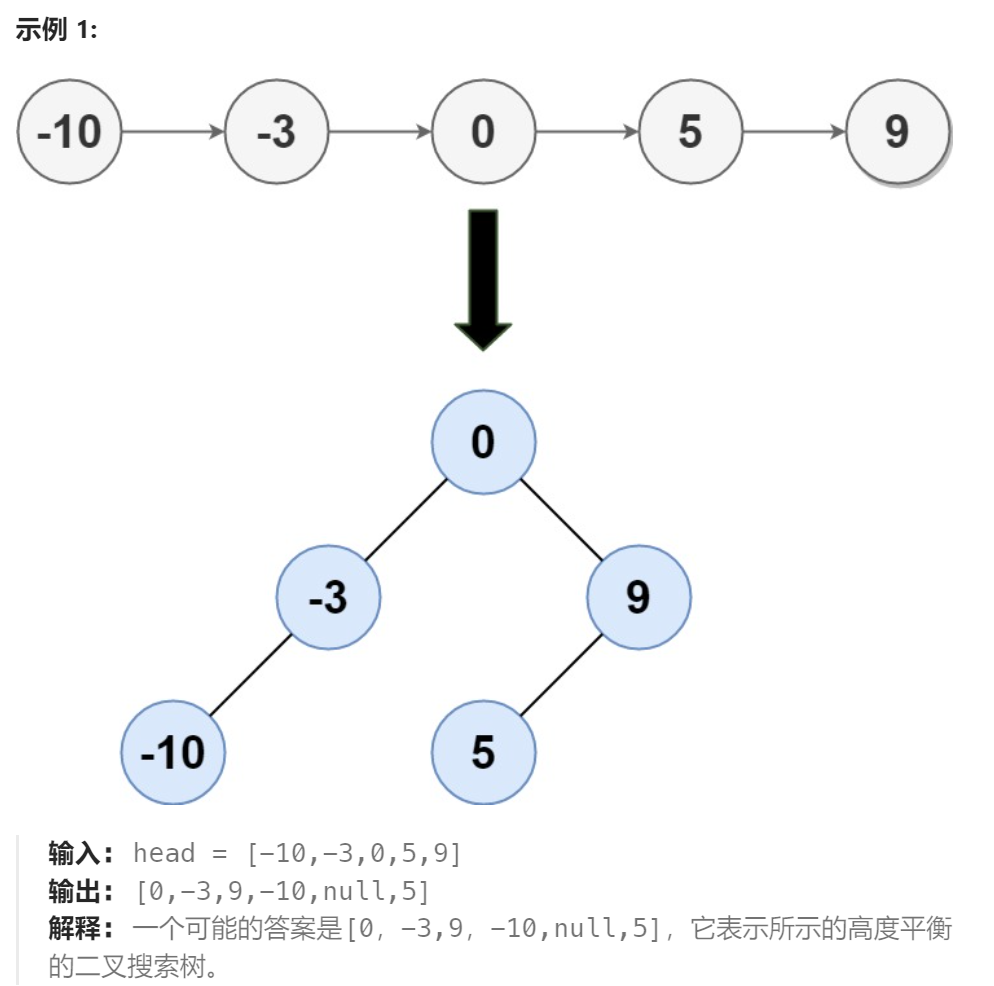 示例 1:
-10 -3 0 5 9
0
-3 9
-10 5
输入：head = [-10,-3,0,5,9]
输出：[0,-3,9,-10,null,5]
解释：一个可能的答案是[0, -3,9, -10,null,5]，它表示所示的高度平衡
的二叉搜索树。